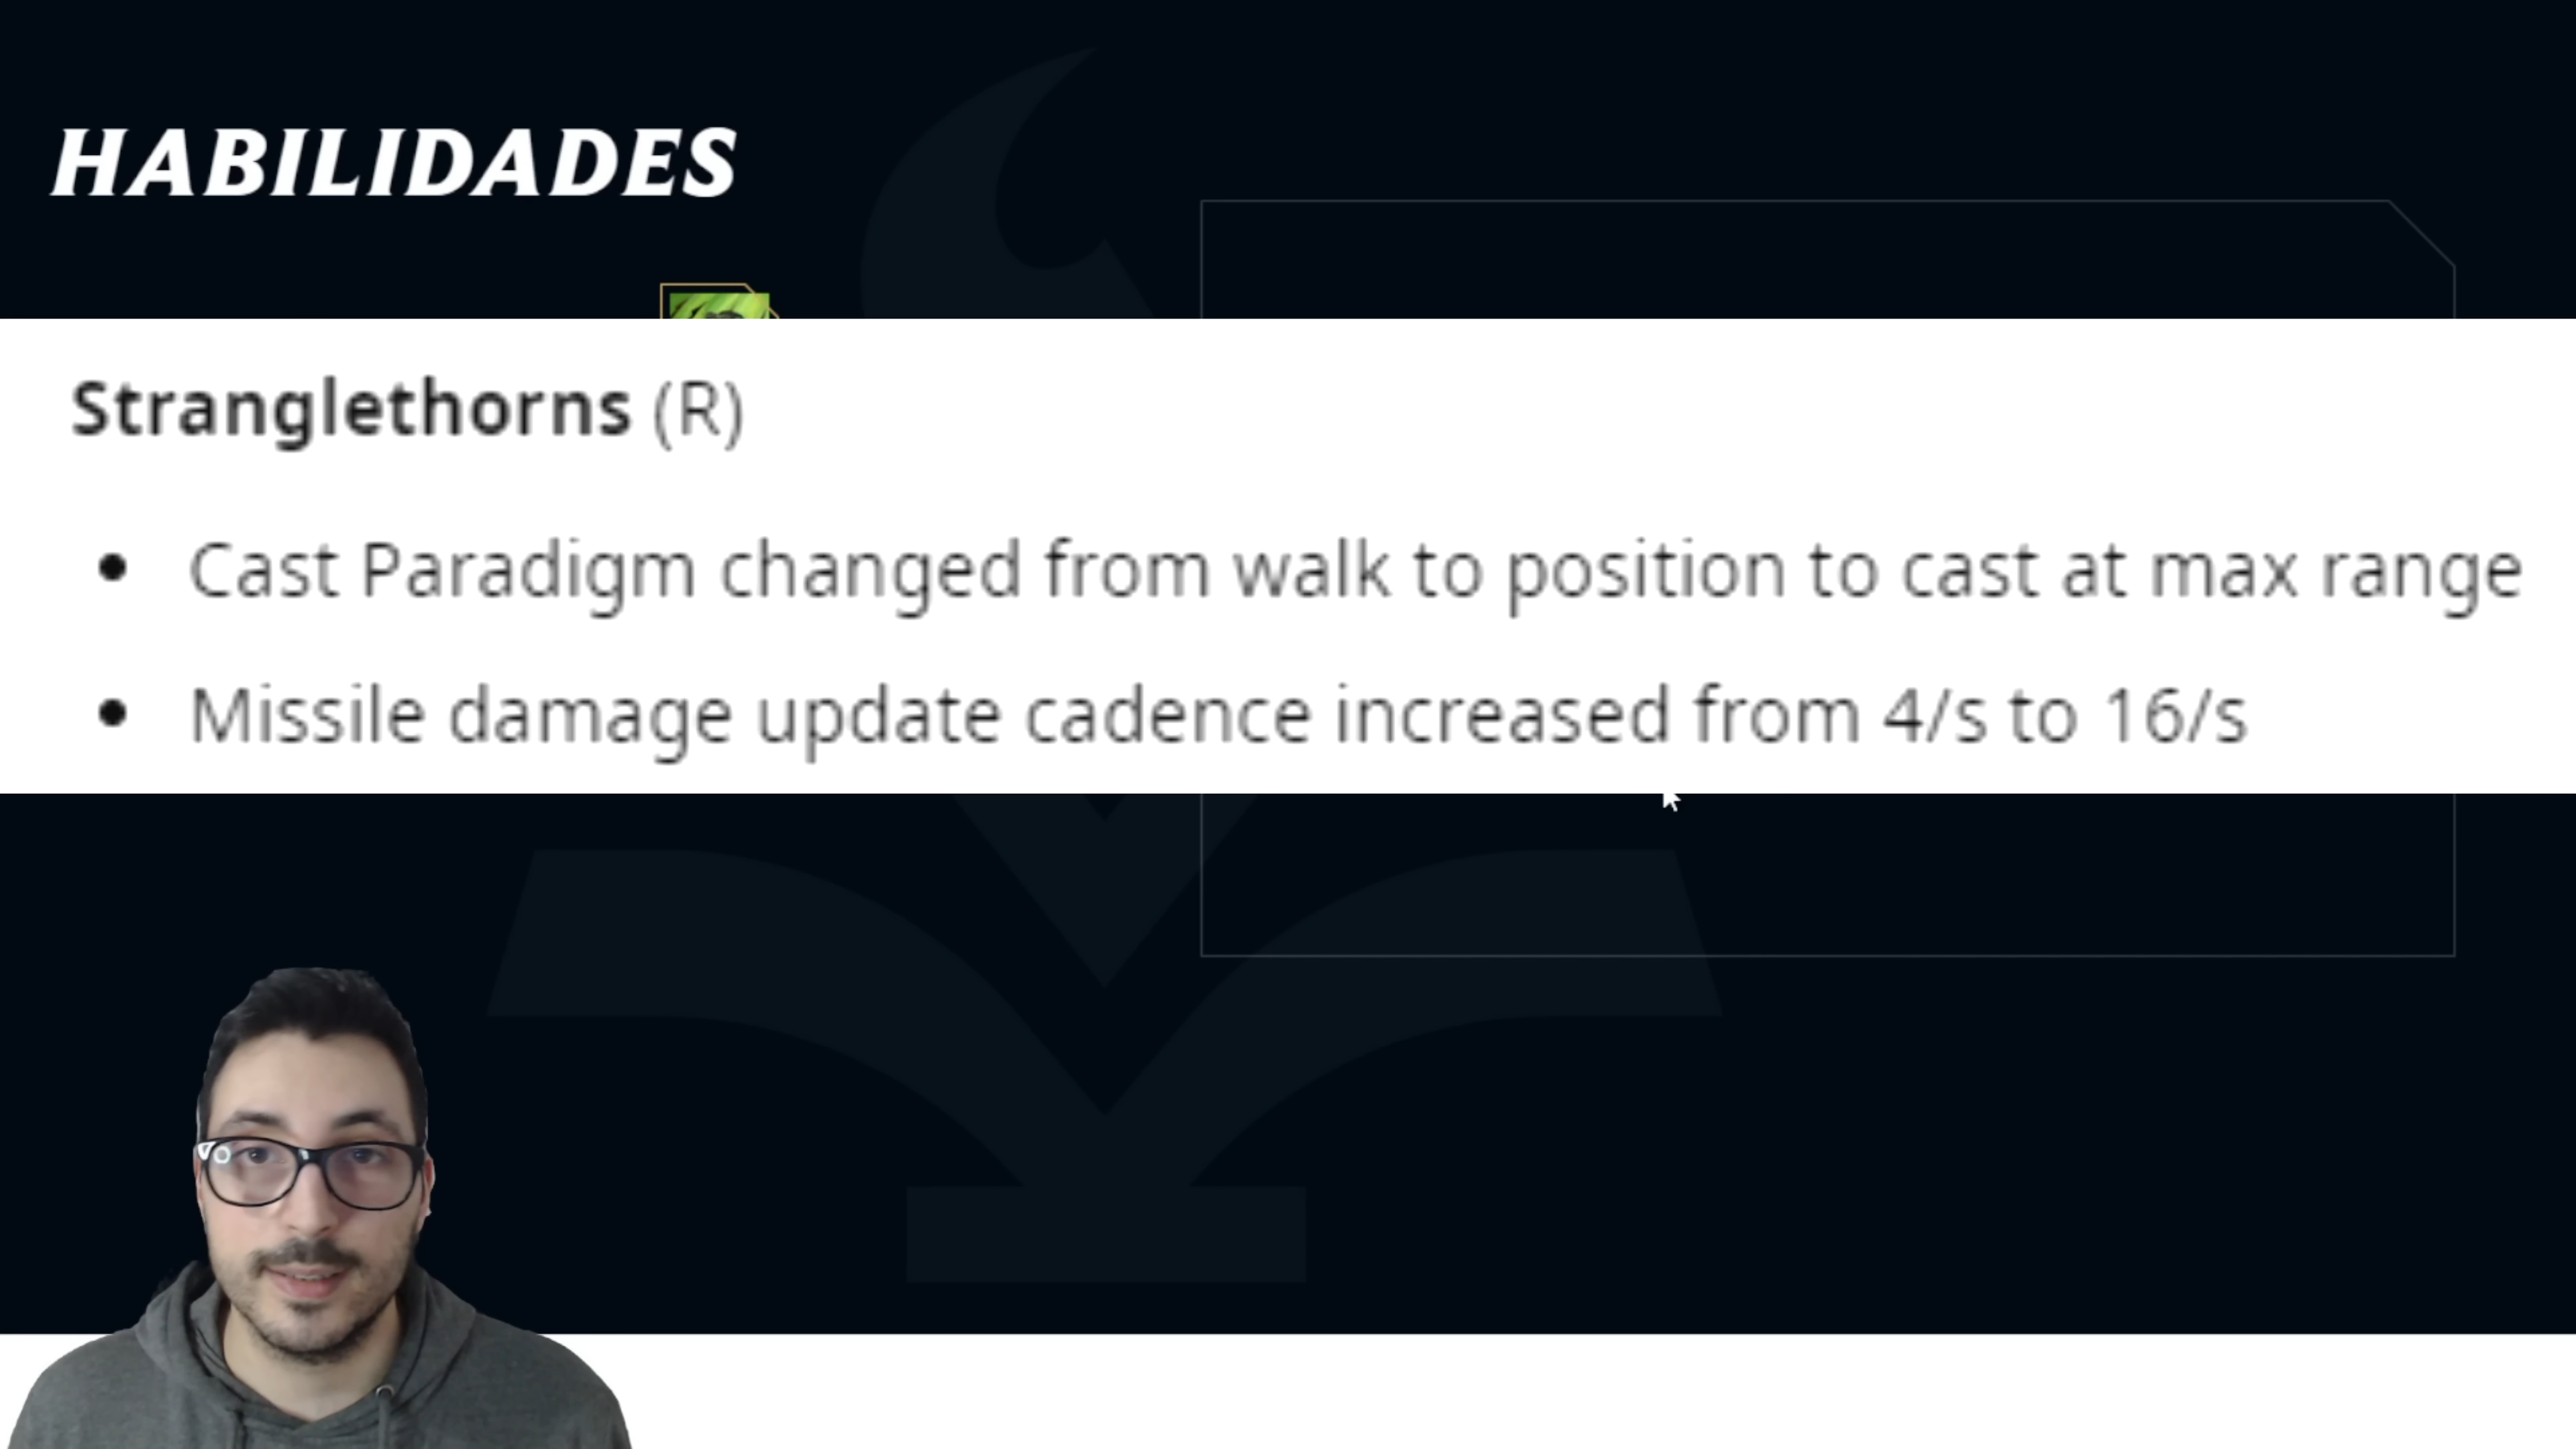 HABILIDADES
Stranglethorns (R)
• Cast Paradigm changed from walk to position to cast at max range
• Missile damage update cadence increased from 4/s to 16/s